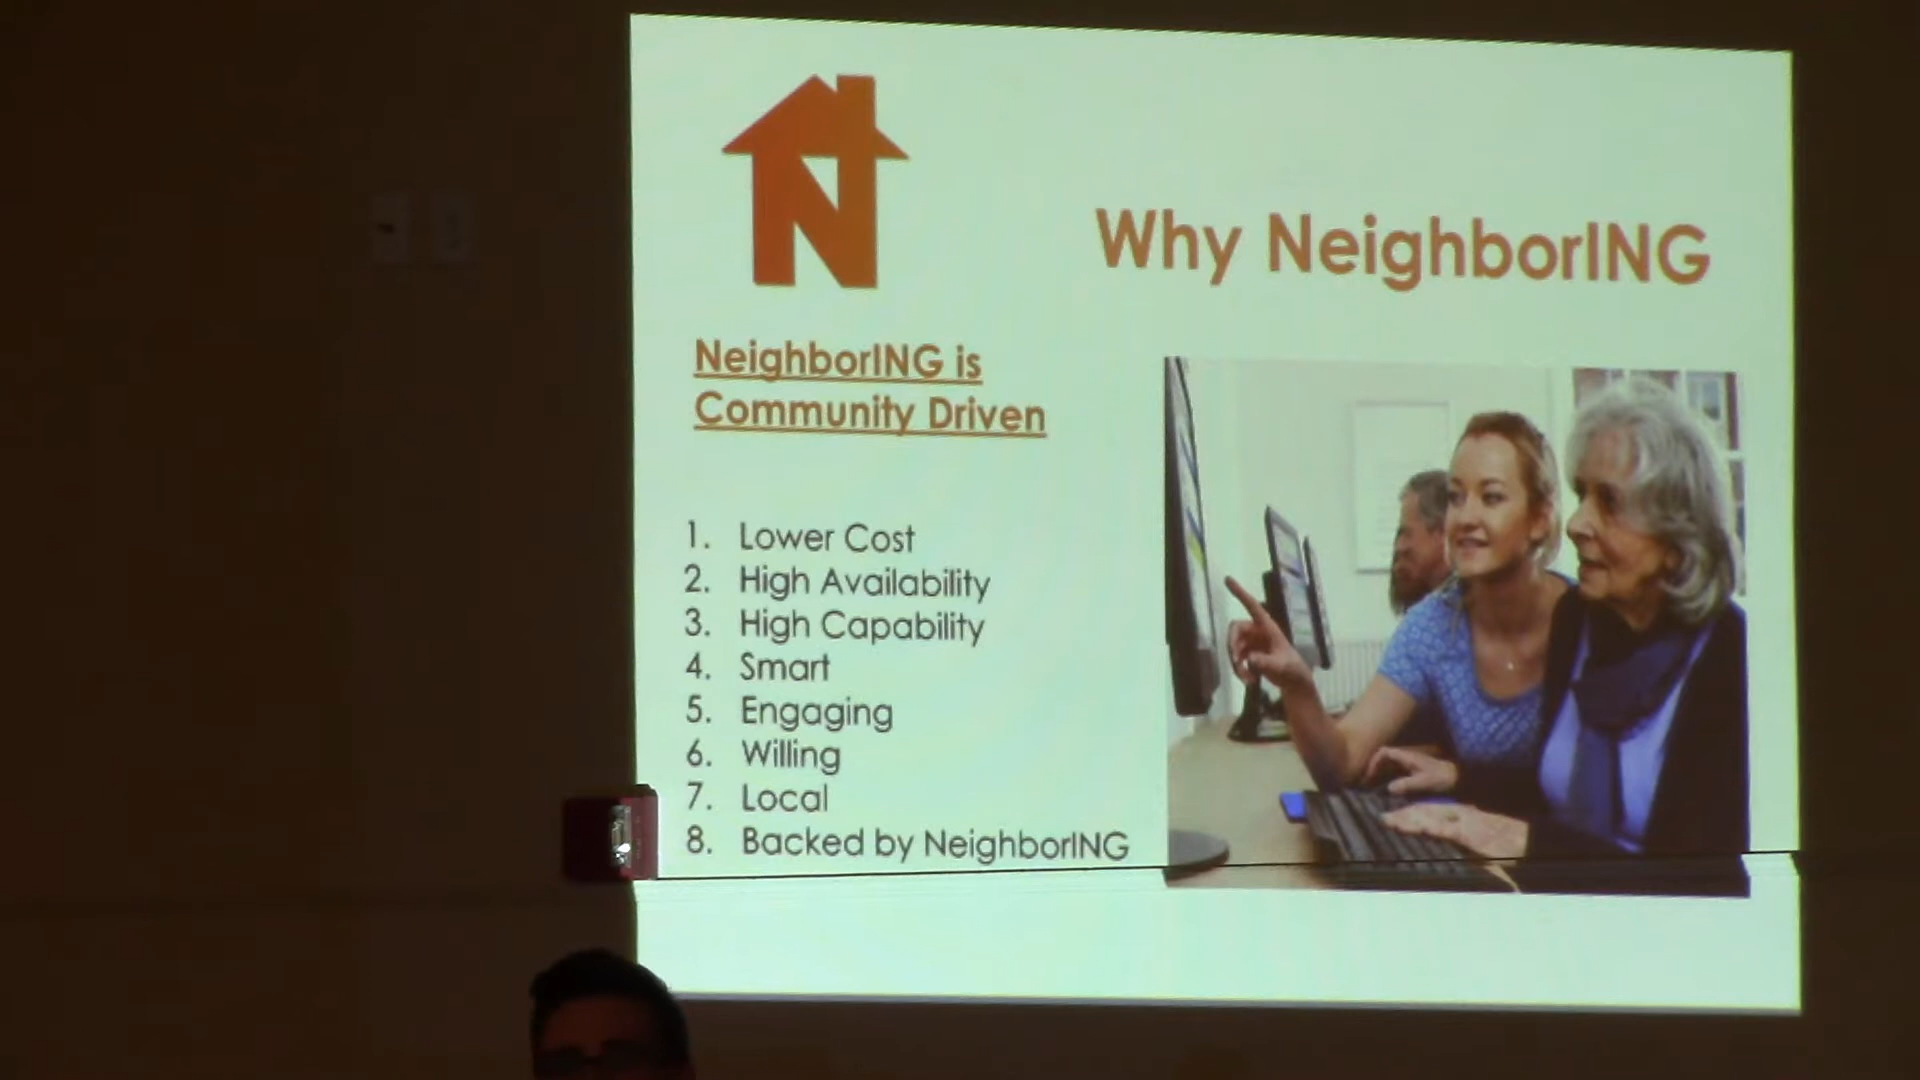 N
Why NeighborING
NeighborING is
Community Driven
1. Lower Cost
2. High Availability
3. High Capability
4. Smart
5. Engaging
6. Willing
7. Local
8. Backed by NeighborING